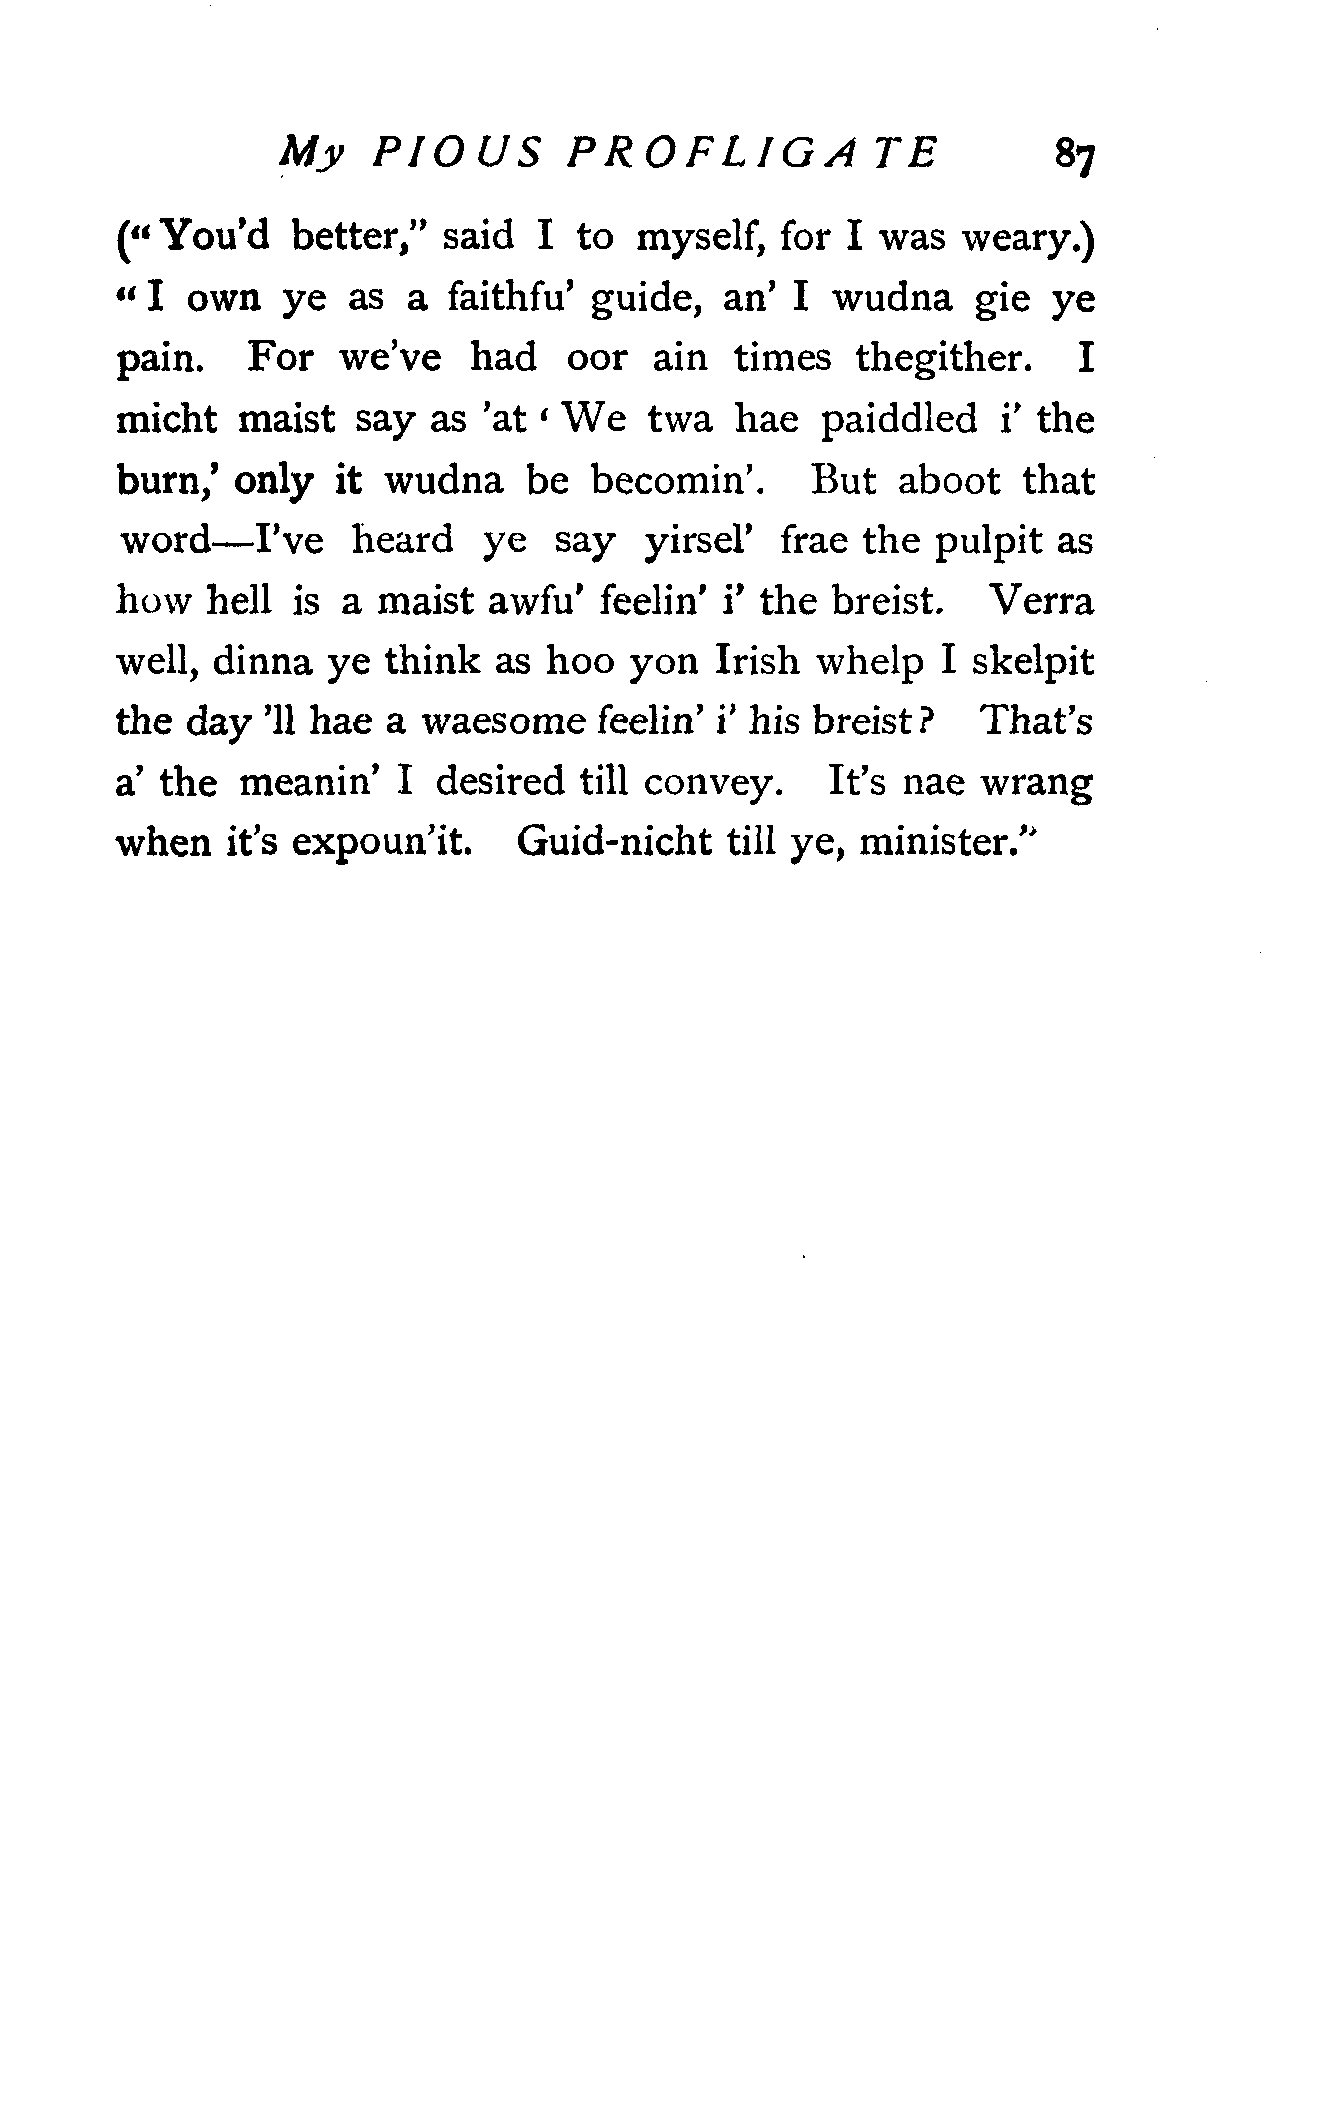 My PIOUS PROFLIGATE 87
("You'd better," said I to myself, for I was weary.)
"I own ye as a faithfu' guide, an' I wudna gie ye
pain. For we've had oor ain times thegither. I
micht maist say as 'at 'We twa hae paiddled i' the
burn,' only it wudna be becomin'. But aboot that
word—I've heard ye say yirsel' frae the pulpit as
how hell is a maist awfu' feelin' i' the breist. Verra
well, dinna ye think as hoo yon Irish whelp I skelpit
the day 'll hae a waesome feelin' i' his breist? That's
a' the meanin' I desired till convey. It's nae wrang
when it's expoun'it. Guid-nicht till ye, minister."